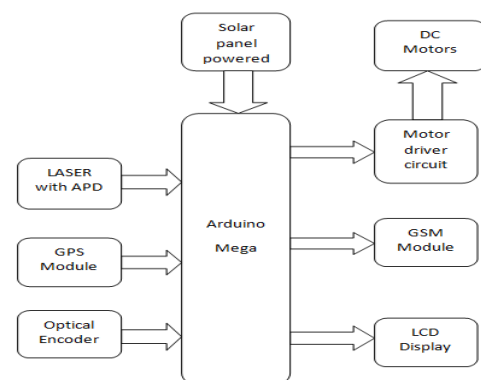 Solar
panel
powered
DC
Motors
Motor
driver
circuit
LASER
with APD
Arduino
Mega
GSM
Module
GPS
Module
Optical
Encoder
LCD
Display